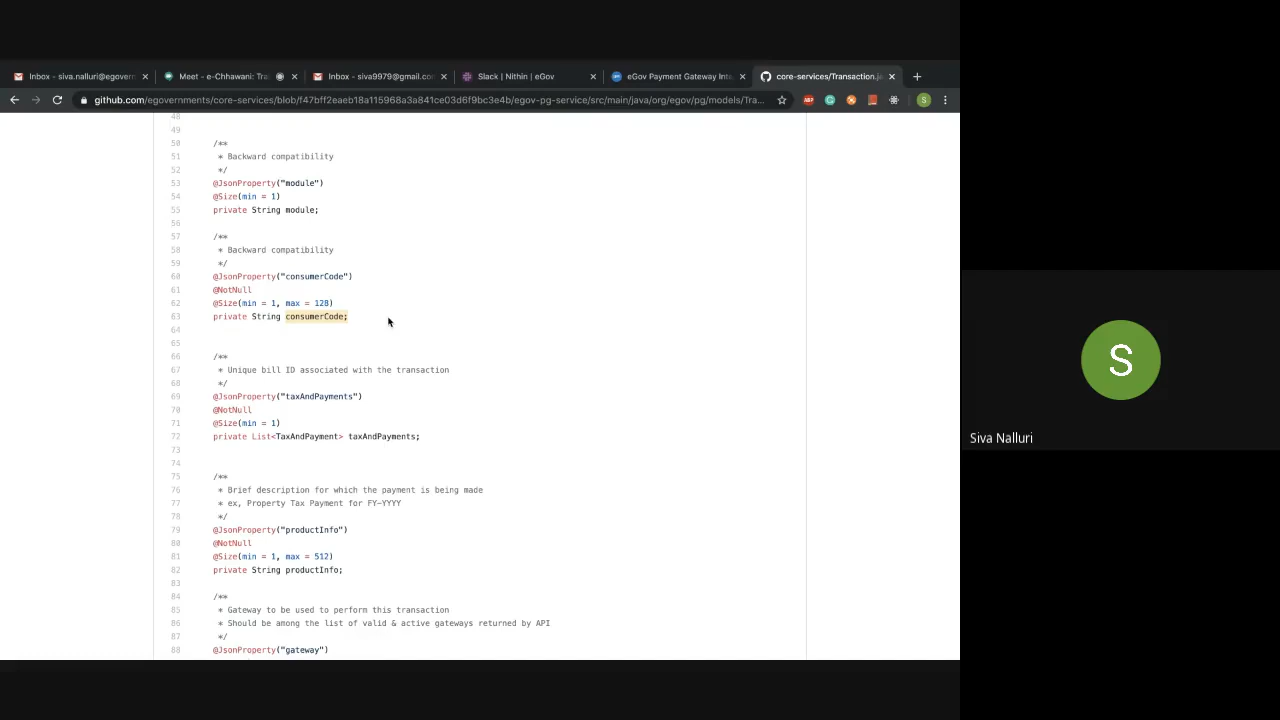 Inbox - siva.nalluri@egovern
Meet - e-Chhawani: Tra
Inbox - siva9979@gmail.co
Slack | Nithin | eGov
eGov Payment Gateway Inte
core-services/Transaction.ja
github.com/egovernments/core-services/blob/f47bff2eaeb18a115968a3a841ce03d6f9bc3e4b/egov-pg-service/src/main/java/org/egov/pg/models/Tra...
ABP
S
48
49
50 /**
51 * Backward compatibility
52 */
53 @JsonProperty("module")
54 @Size(min = 1)
55 private String module;
56
57 /**
58 * Backward compatibility
59 */
60 @JsonProperty("consumerCode")
61 @NotNull
62 @Size(min = 1, max = 128)
63 private String consumerCode;
64
65
66 /**
67 * Unique bill ID associated with the transaction
68 */
69 @JsonProperty("taxAndPayments")
70 @NotNull
71 @Size(min = 1)
72 private List<TaxAndPayment> taxAndPayments;
73
74
75 /**
76 * Brief description for which the payment is being made
77 * ex, Property Tax Payment for FY-YYYY
78 */
79 @JsonProperty("productInfo")
80 @NotNull
81 @Size(min = 1, max = 512)
82 private String productInfo;
83
84 /**
85 * Gateway to be used to perform this transaction
86 * Should be among the list of valid & active gateways returned by API
87 */
88 @JsonProperty("gateway")
S
Siva Nalluri